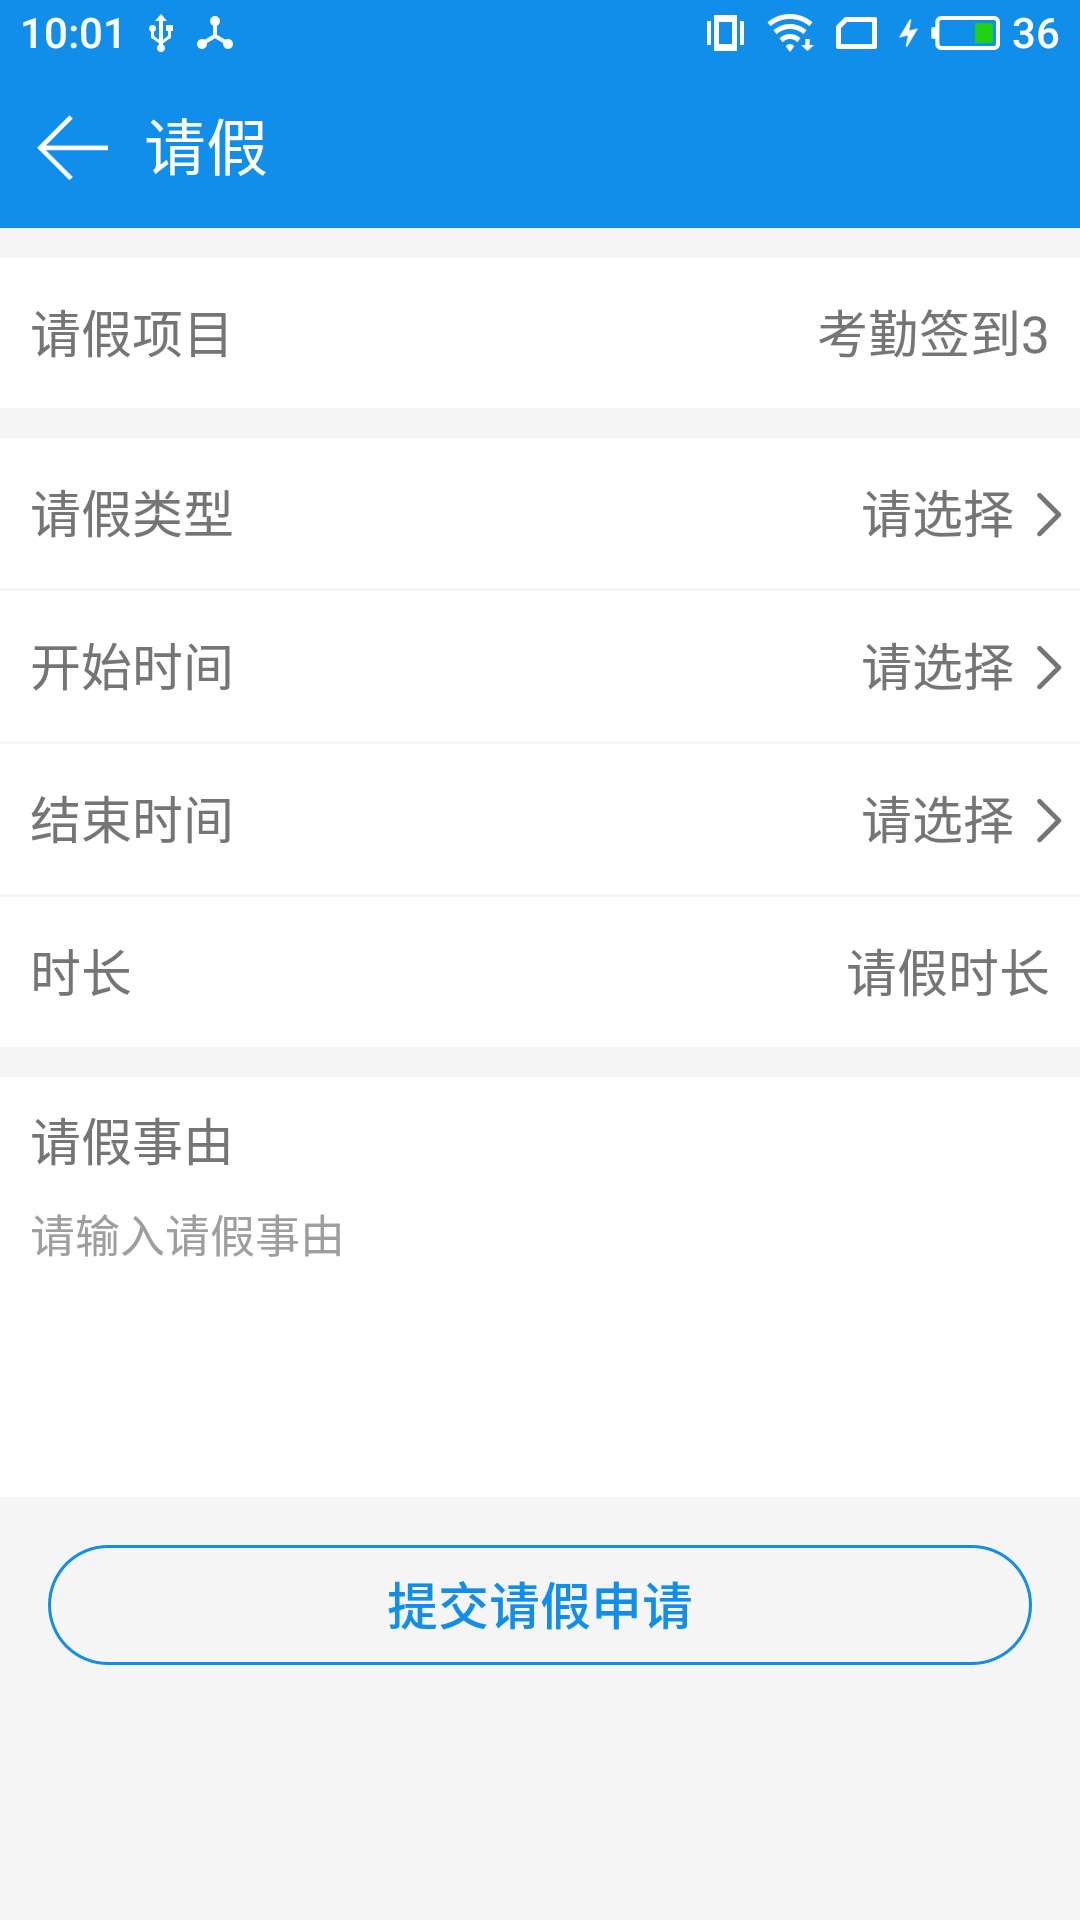 10:01 36
请假
请假项目 考勤签到3
请假类型 请选择
开始时间 请选择
结束时间 请选择
时长 请假时长
请假事由
请输入请假事由
提交请假申请